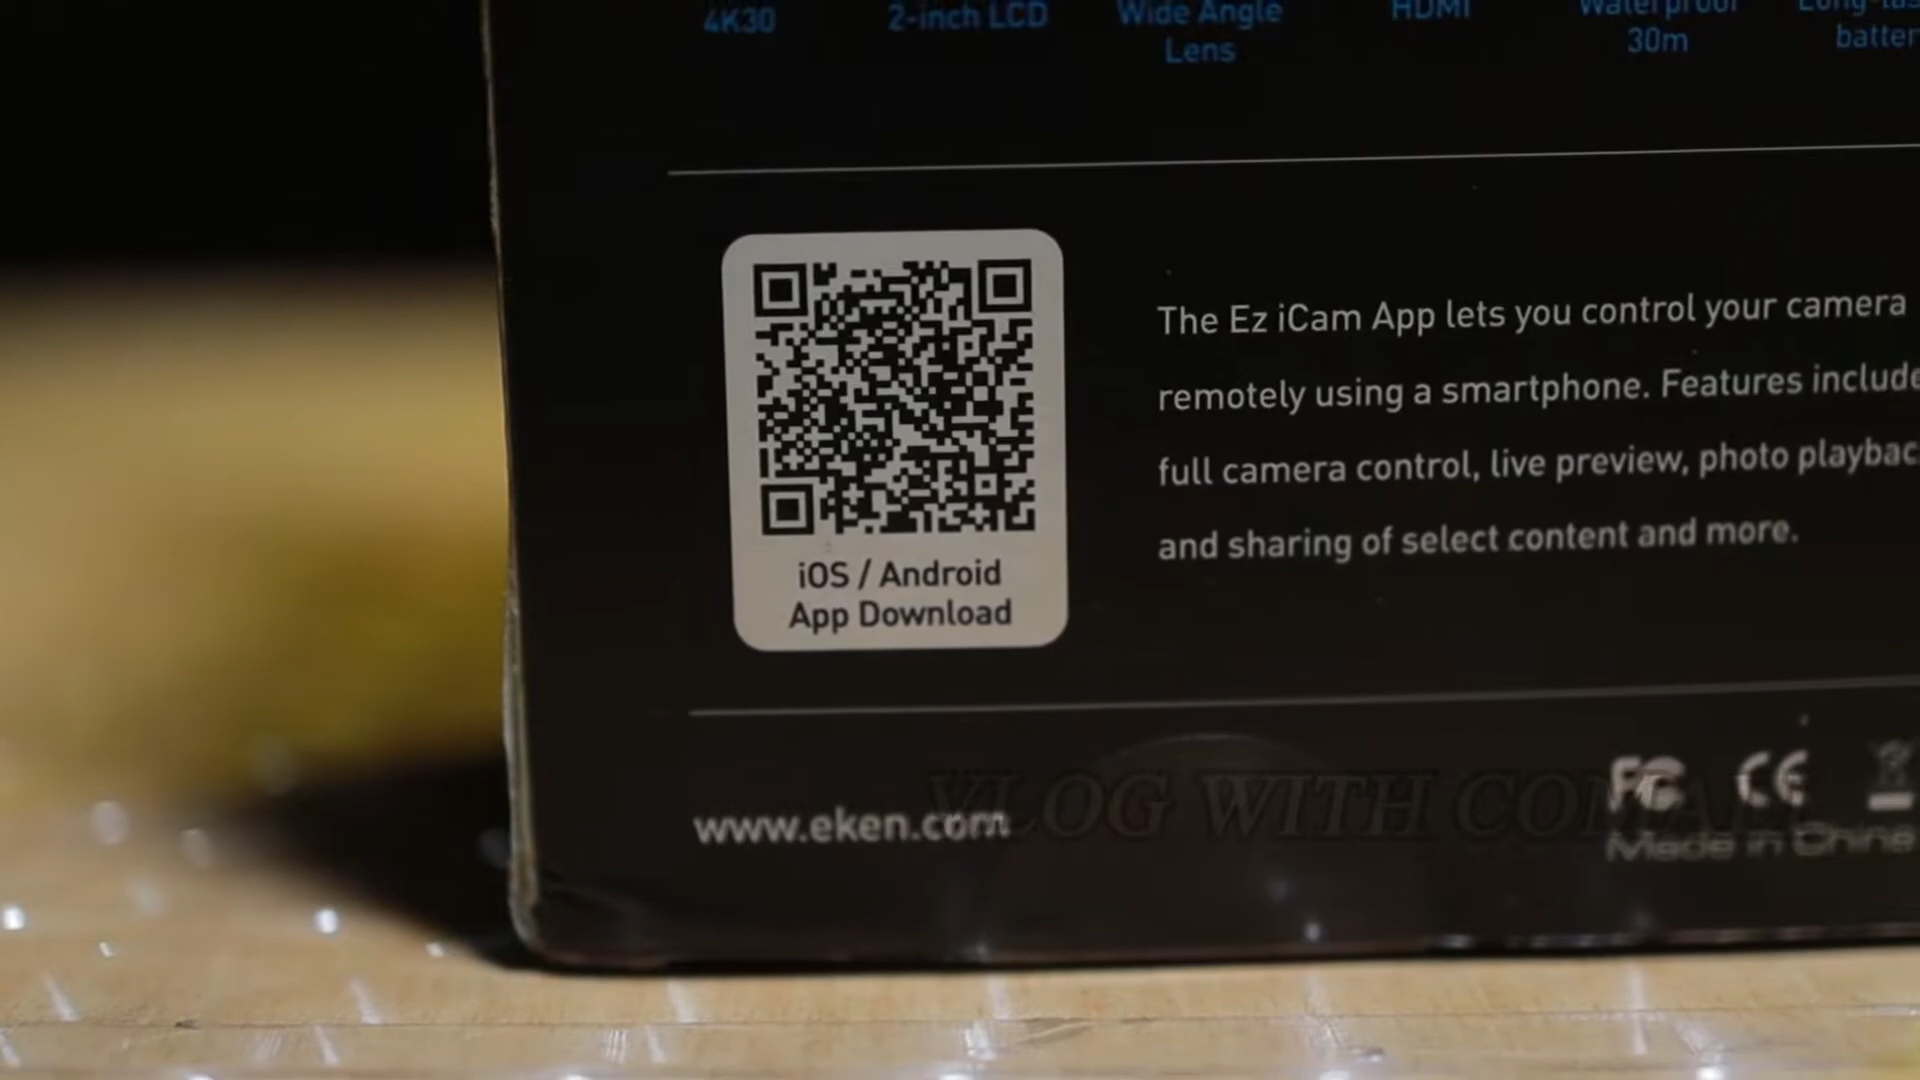 4K30
2-inch LCD
Wide Angle
Lens
HDMI
Waterproof
30m
The Ez iCam App lets you control your camera
remotely using a smartphone. Features include
full camera control, live preview, photo playbac
and sharing of select content and more.
iOS / Android
App Download
www.eken.com
VLOG WITH
FC CE
Made in China